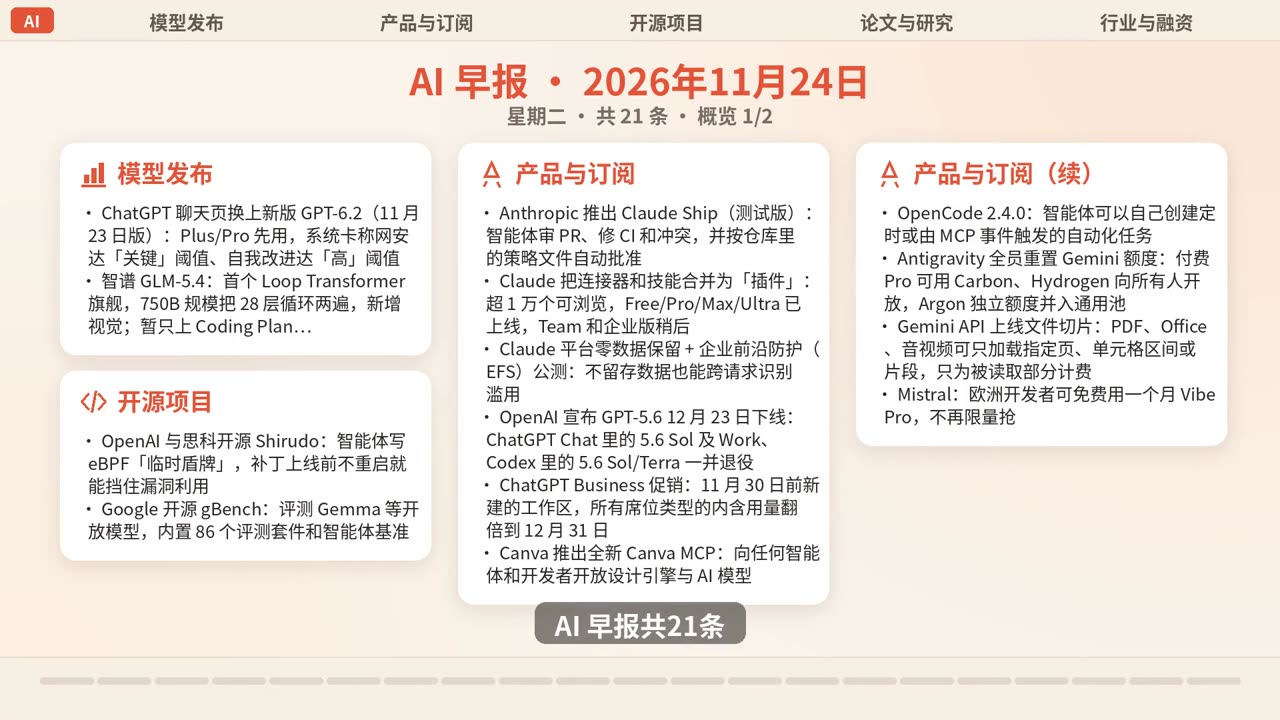 AI
模型发布
产品与订阅
开源项目
论文与研究
行业与融资
AI 早报 · 2026年11月24日
星期二 · 共 21 条 · 概览 1/2
模型发布
· ChatGPT 聊天页换上新版 GPT-6.2（11 月
23 日版）：Plus/Pro 先用，系统卡称网安
达「关键」阈值、自我改进达「高」阈值
· 智谱 GLM-5.4：首个 Loop Transformer
旗舰，750B 规模把 28 层循环两遍，新增
视觉；暂只上 Coding Plan…
开源项目
· OpenAI 与思科开源 Shirudo：智能体写
eBPF「临时盾牌」，补丁上线前不重启就
能挡住漏洞利用
· Google 开源 gBench：评测 Gemma 等开
放模型，内置 86 个评测套件和智能体基准
产品与订阅
· Anthropic 推出 Claude Ship（测试版）：
智能体审 PR、修 CI 和冲突，并按仓库里
的策略文件自动批准
· Claude 把连接器和技能合并为「插件」：
超 1 万个可浏览，Free/Pro/Max/Ultra 已
上线，Team 和企业版稍后
· Claude 平台零数据保留 + 企业前沿防护（
EFS）公测：不留存数据也能跨请求识别
滥用
· OpenAI 宣布 GPT-5.6 12 月 23 日下线：
ChatGPT Chat 里的 5.6 Sol 及 Work、
Codex 里的 5.6 Sol/Terra 一并退役
· ChatGPT Business 促销：11 月 30 日前新
建的工作区，所有席位类型的内含用量翻
倍到 12 月 31 日
· Canva 推出全新 Canva MCP：向任何智能
体和开发者开放设计引擎与 AI 模型
产品与订阅（续）
· OpenCode 2.4.0：智能体可以自己创建定
时或由 MCP 事件触发的自动化任务
· Antigravity 全员重置 Gemini 额度：付费
Pro 可用 Carbon、Hydrogen 向所有人开
放，Argon 独立额度并入通用池
· Gemini API 上线文件切片：PDF、Office
、音视频可只加载指定页、单元格区间或
片段，只为被读取部分计费
· Mistral：欧洲开发者可免费用一个月 Vibe
Pro，不再限量抢
AI 早报共21条